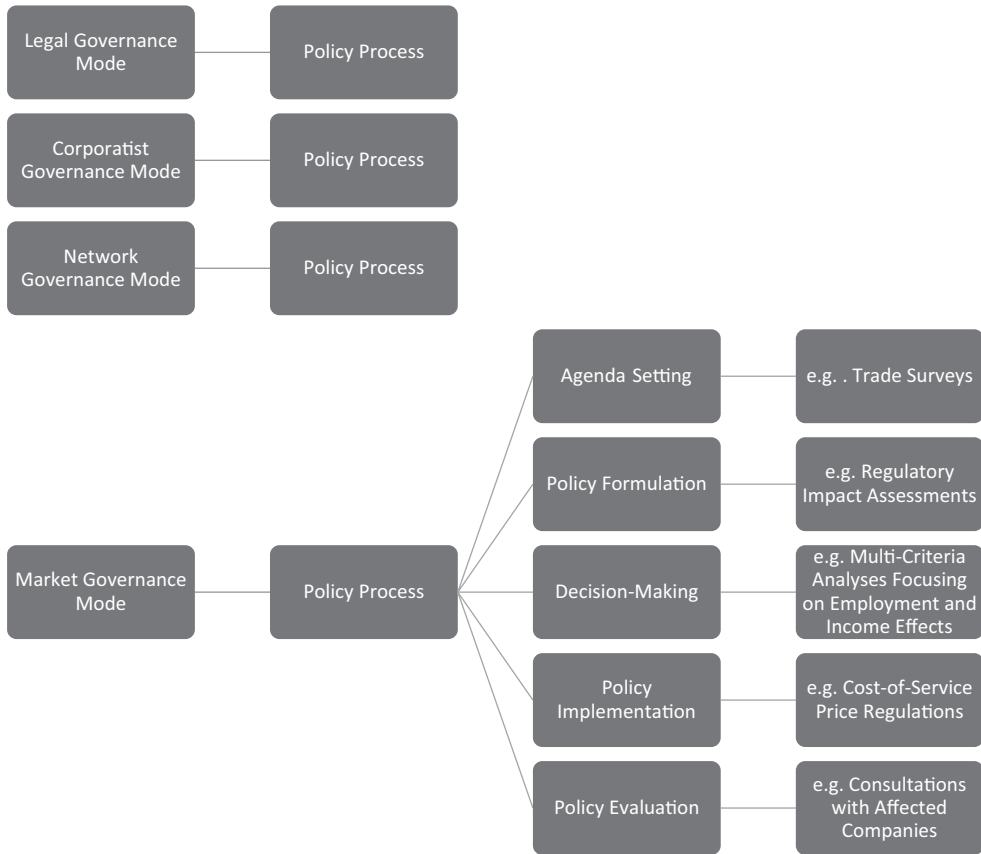 Legal Governance
Mode
Policy Process
Corporatist
Governance Mode
Policy Process
Network
Governance Mode
Policy Process
Market Governance
Mode
Policy Process
Agenda Setting
e.g. . Trade Surveys
Policy Formulation
e.g. Regulatory
Impact Assessments
Decision-Making
e.g. Multi-Criteria
Analyses Focusing
on Employment and
Income Effects
Policy
Implementation
e.g. Cost-of-Service
Price Regulations
Policy Evaluation
e.g. Consultations
with Affected
Companies